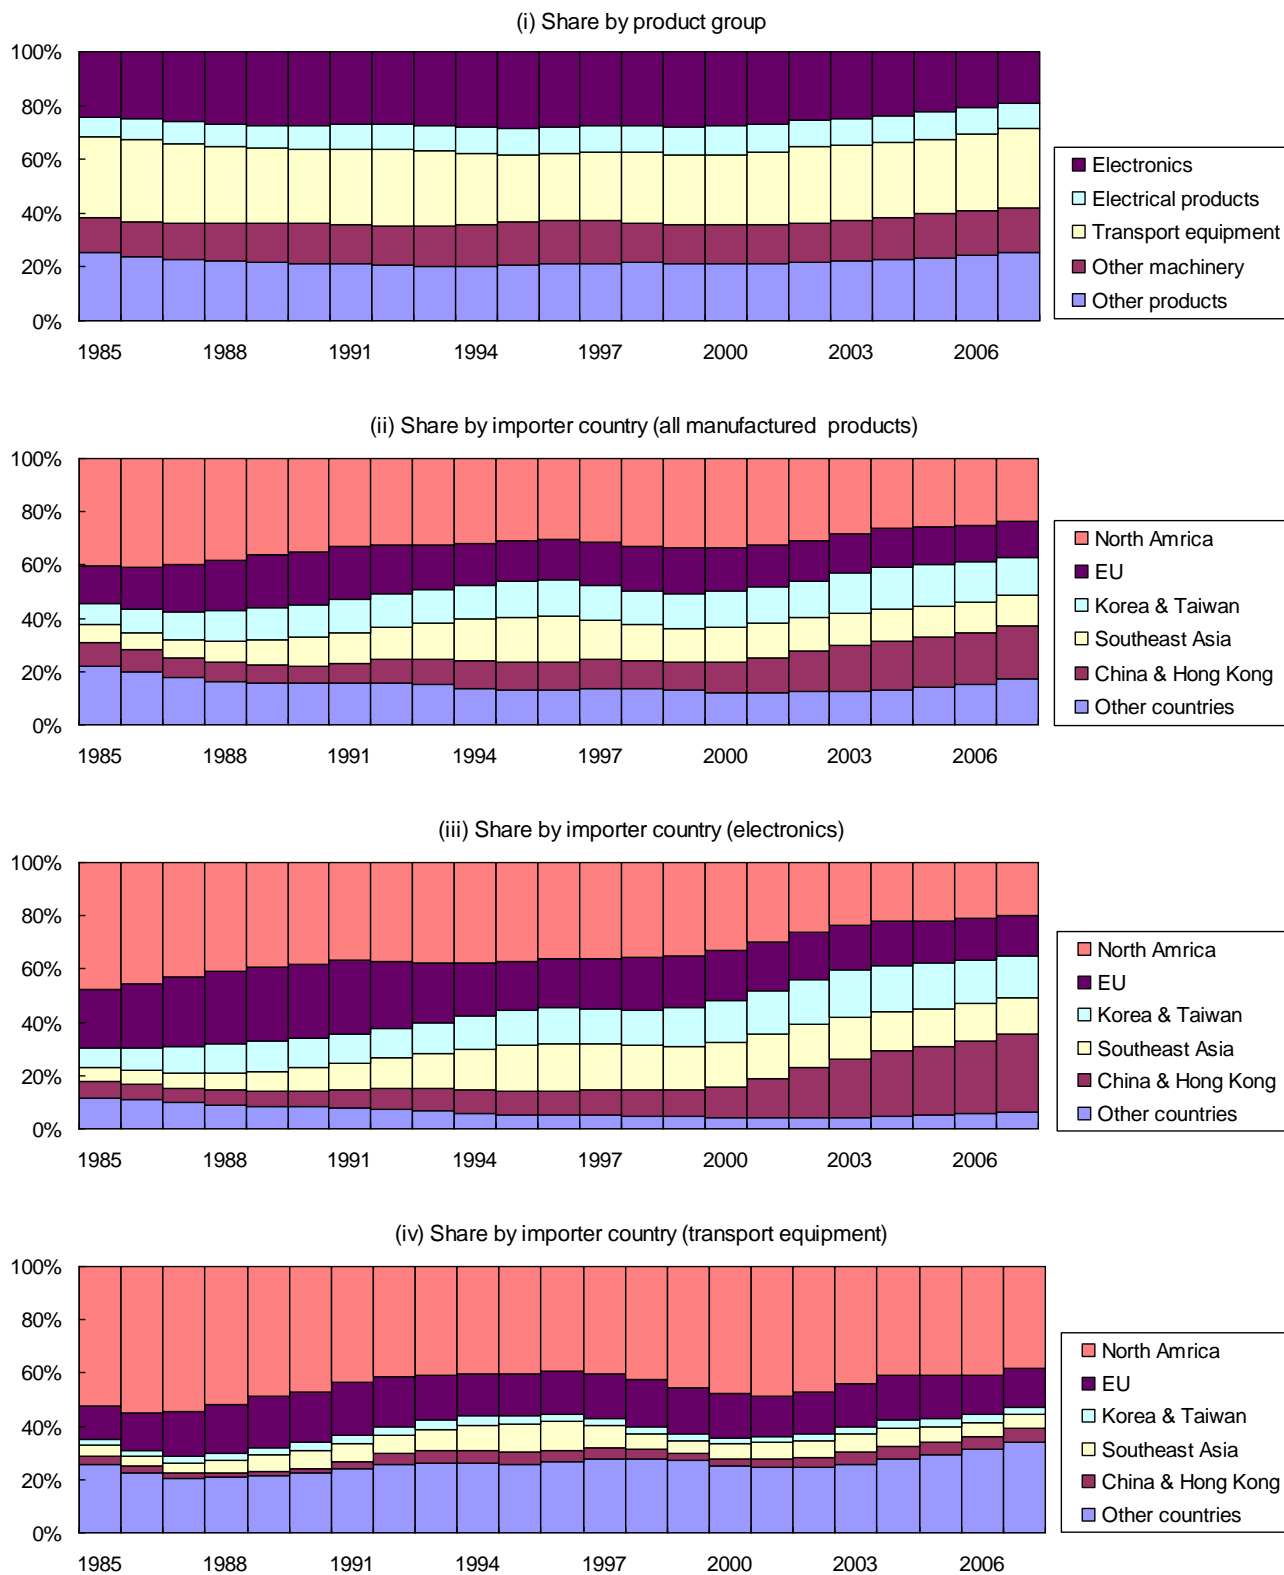 (i) Share by product group
100%
80%
60%
40%
20%
0%
1985 1988 1991 1994 1997 2000 2003 2006
Electronics
Electrical products
Transport equipment
Other machinery
Other products
(ii) Share by importer country (all manufactured products)
100%
80%
60%
40%
20%
0%
1985 1988 1991 1994 1997 2000 2003 2006
North Amrica
EU
Korea & Taiwan
Southeast Asia
China & Hong Kong
Other countries
(iii) Share by importer country (electronics)
100%
80%
60%
40%
20%
0%
1985 1988 1991 1994 1997 2000 2003 2006
North Amrica
EU
Korea & Taiwan
Southeast Asia
China & Hong Kong
Other countries
(iv) Share by importer country (transport equipment)
100%
80%
60%
40%
20%
0%
1985 1988 1991 1994 1997 2000 2003 2006
North Amrica
EU
Korea & Taiwan
Southeast Asia
China & Hong Kong
Other countries